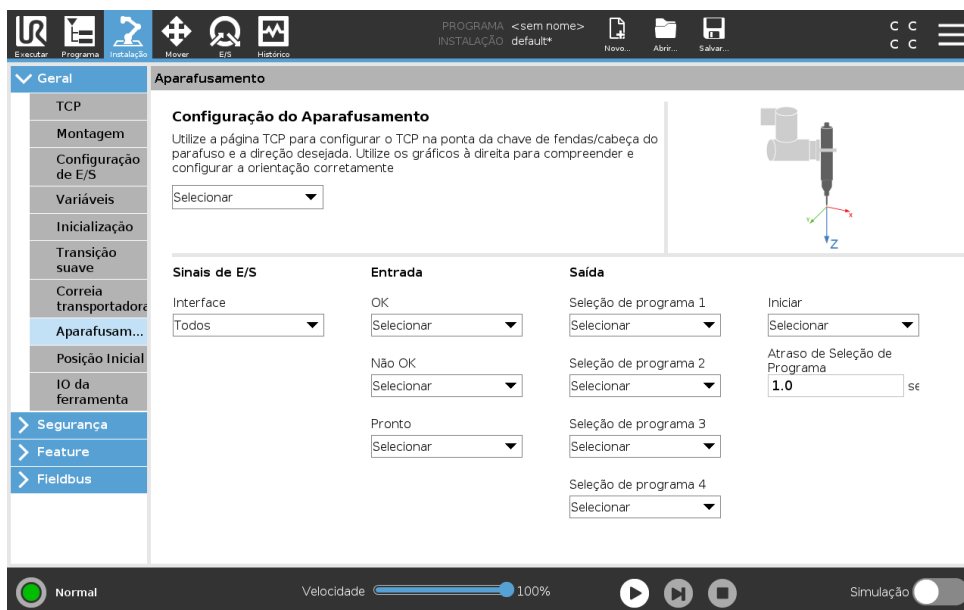 PROGRAMA <sem nome>
INSTALAÇÃO default*
C C
C C
Executar Programa Instalação Mover E/S Histórico Novo... Abrir... Salvar...
Geral
TCP
Montagem
Configuração
de E/S
Variáveis
Inicialização
Transição
suave
Correia
transportadora
Aparafusam...
Posição Inicial
IO da
ferramenta
Segurança
Feature
Fieldbus
Aparafusamento
Configuração do Aparafusamento
Utilize a página TCP para configurar o TCP na ponta da chave de fendas/cabeça do
parafuso e a direção desejada. Utilize os gráficos à direita para compreender e
configurar a orientação corretamente
Selecionar
Y X
Z
Sinais de E/S
Interface
Todos
Entrada
OK
Selecionar
Não OK
Selecionar
Pronto
Selecionar
Saída
Seleção de programa 1
Selecionar
Seleção de programa 2
Selecionar
Seleção de programa 3
Selecionar
Seleção de programa 4
Selecionar
Iniciar
Selecionar
Atraso de Seleção de
Programa
1.0 se
Normal
Velocidade 100%
Simulação